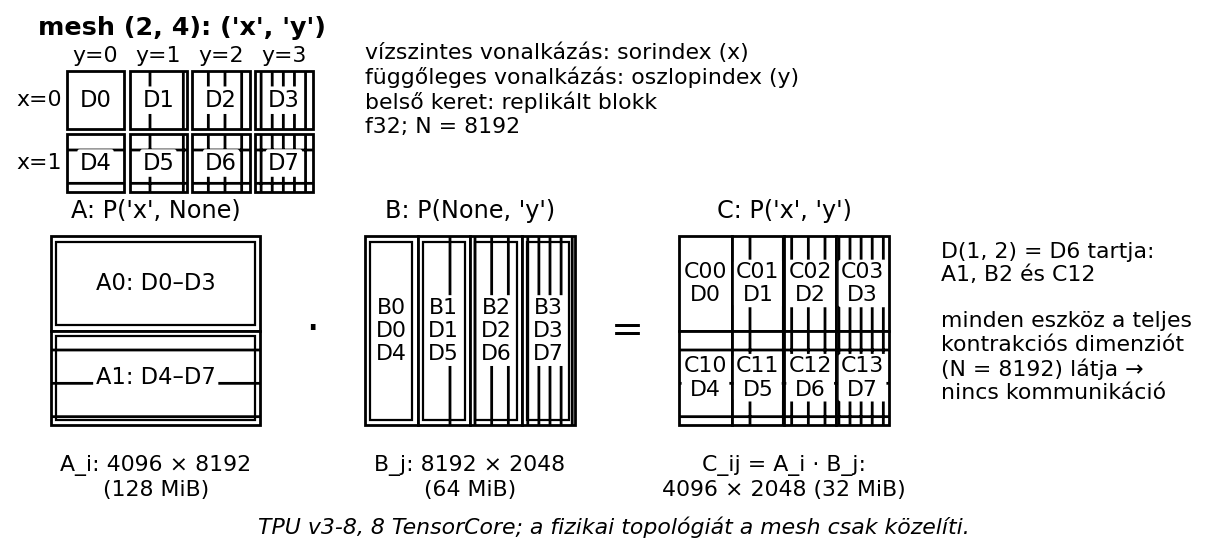 mesh (2, 4): ('x', 'y')
y=0 y=1 y=2 y=3
x=0 D0 D1 D2 D3
x=1 D4 D5 D6 D7
vízszintes vonalkázás: sorindex (x)
függőleges vonalkázás: oszlopindex (y)
belső keret: replikált blokk
f32; N = 8192
A: P('x', None)
A0: D0–D3
A1: D4–D7
A_i: 4096 × 8192
(128 MiB)
·
B: P(None, 'y')
B0 B1 B2 B3
D0 D1 D2 D3
D4 D5 D6 D7
B_j: 8192 × 2048
(64 MiB)
=
C: P('x', 'y')
C00 C01 C02 C03
D0 D1 D2 D3
C10 C11 C12 C13
D4 D5 D6 D7
C_ij = A_i · B_j:
4096 × 2048 (32 MiB)
D(1, 2) = D6 tartja:
A1, B2 és C12
minden eszköz a teljes
kontrakciós dimenziót
(N = 8192) látja →
nincs kommunikáció
TPU v3-8, 8 TensorCore; a fizikai topológiát a mesh csak közelíti.